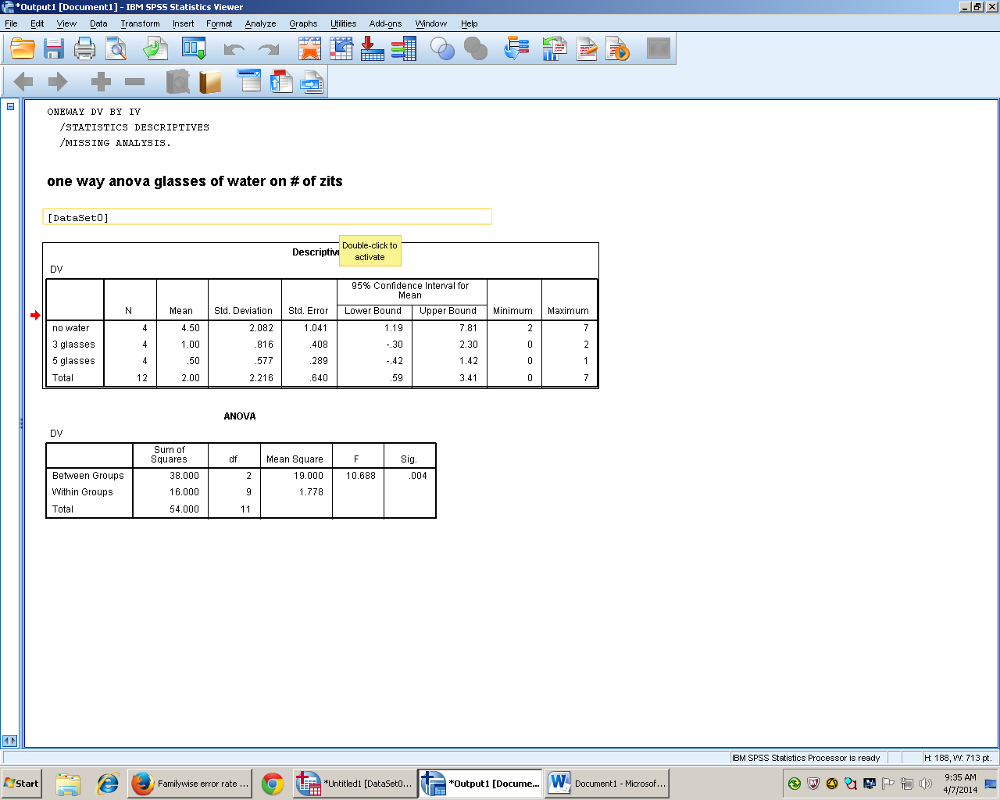 *Output1 [Document1] - IBM SPSS Statistics Viewer
File Edit View Data Transform Insert Format Analyze Graphs Utilities Add-ons Window Help
ONEWAY DV BY IV
/STATISTICS DESCRIPTIVES
/MISSING ANALYSIS.
one way anova glasses of water on # of zits
[DataSet0]
Double-click to
activate
Descriptive
DV
95% Confidence Interval for
Mean
N Mean Std. Deviation Std. Error Lower Bound Upper Bound Minimum Maximum
no water 4 4.50 2.082 1.041 1.19 7.81 2 7
3 glasses 4 1.00 .816 .408 -.30 2.30 0 2
5 glasses 4 .50 .577 .289 -.42 1.42 0 1
Total 12 2.00 2.216 .640 .59 3.41 0 7
ANOVA
DV
Sum of
Squares df Mean Square F Sig.
Between Groups 38.000 2 19.000 10.688 .004
Within Groups 16.000 9 1.778
Total 54.000 11
IBM SPSS Statistics Processor is ready H: 188, W: 713 pt.
Start Familywise error rate ... *Untitled1 [DataSet0... *Output1 [Docume... Document1 - Microsof... 9:35 AM
4/7/2014